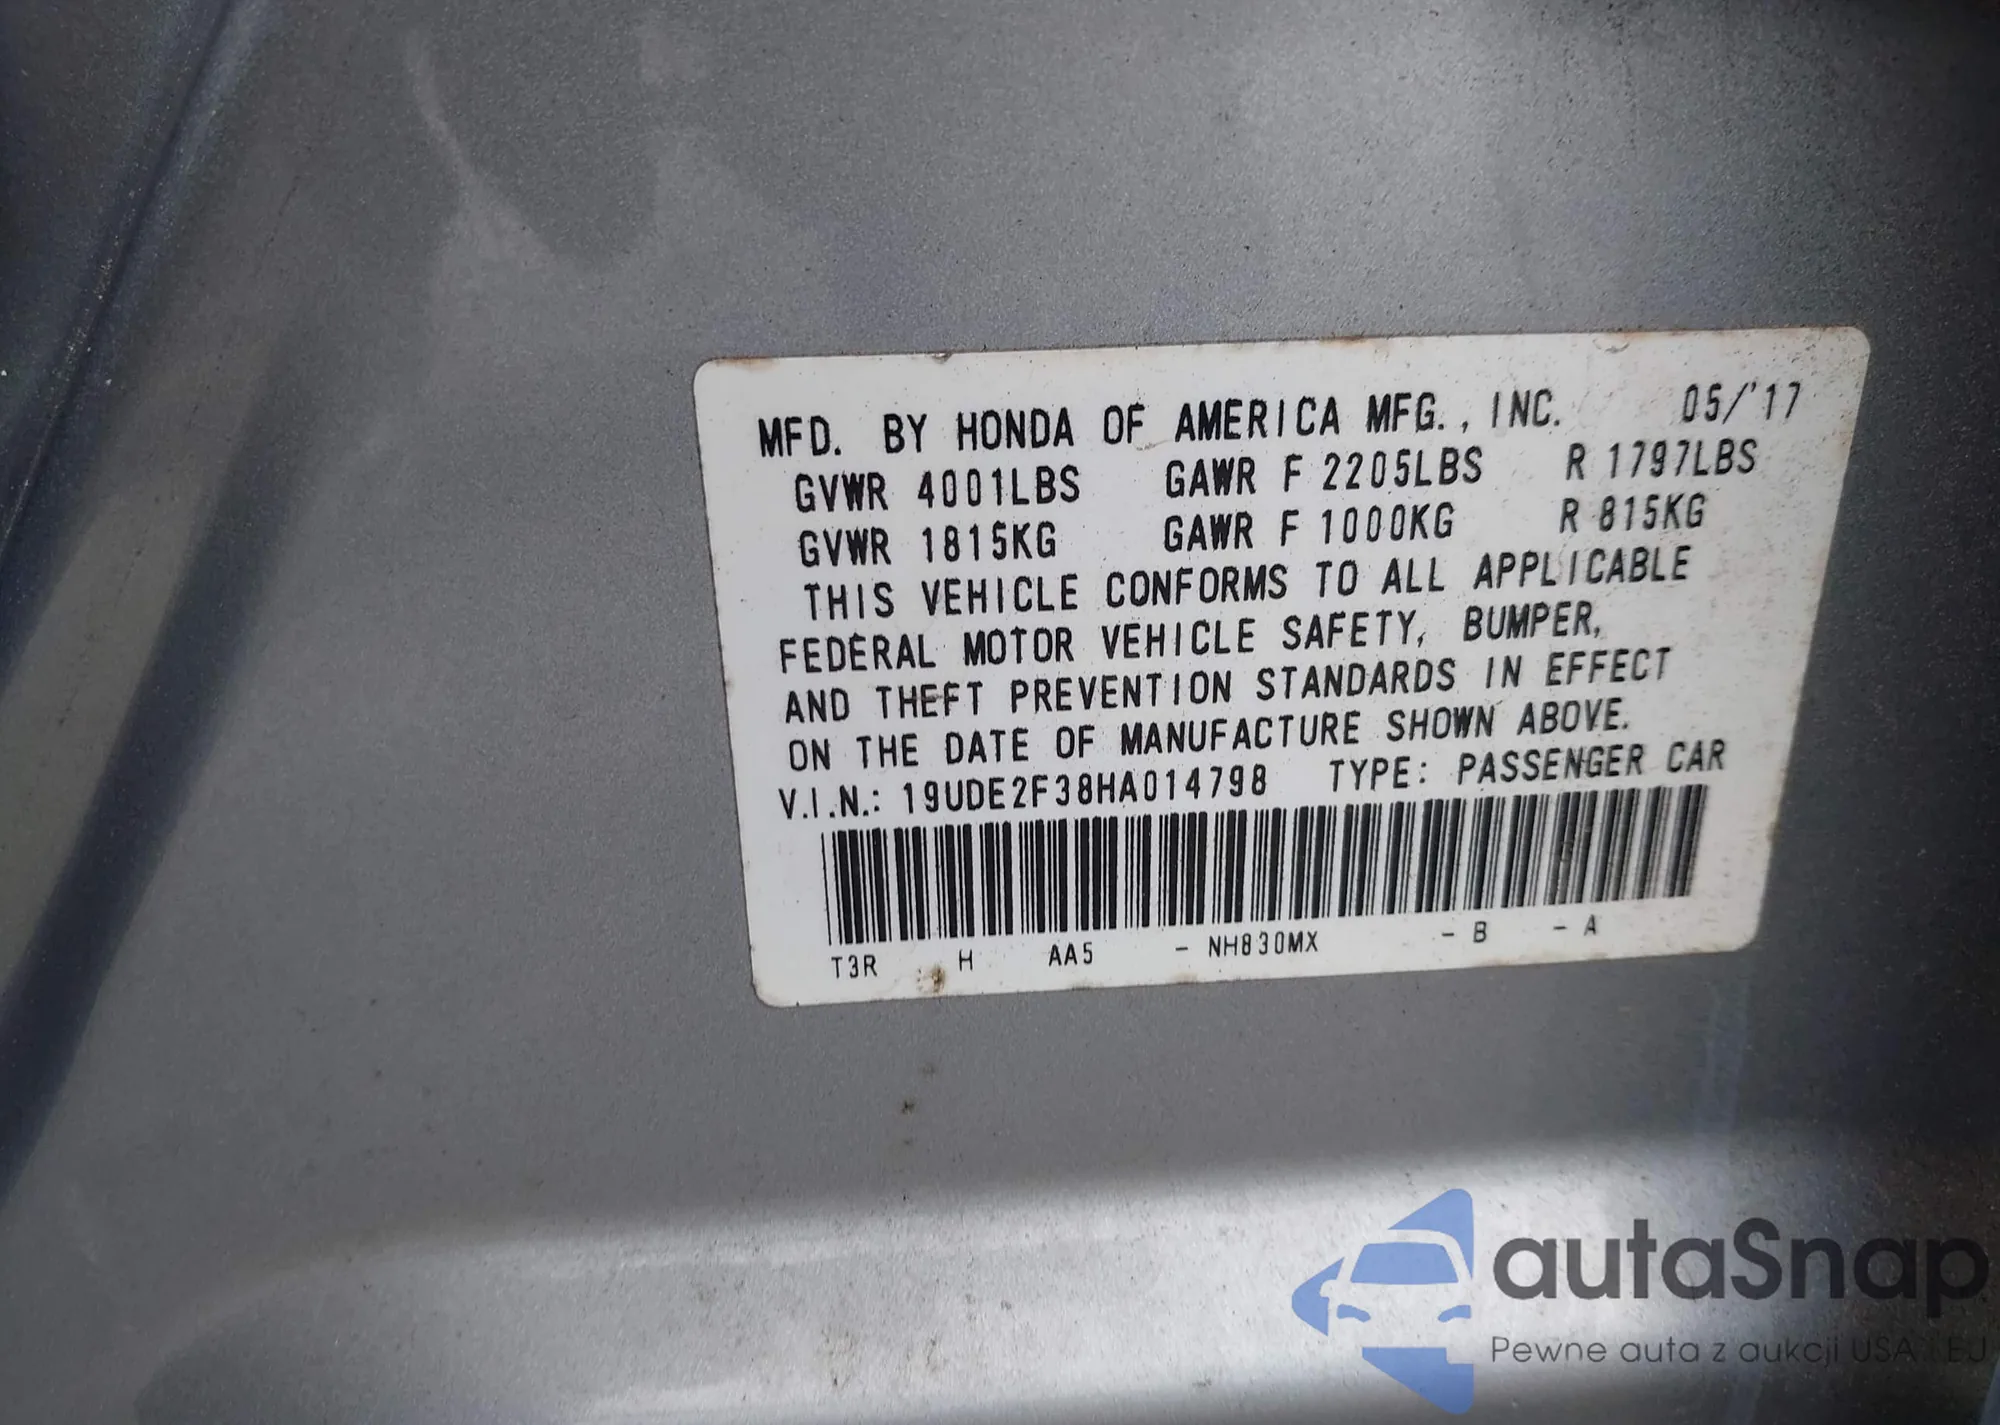 MFD. BY HONDA OF AMERICA MFG., INC. 05/'17
GVWR 4001LBS GAWR F 2205LBS R 1797LBS
GVWR 1815KG GAWR F 1000KG R 815KG
THIS VEHICLE CONFORMS TO ALL APPLICABLE
FEDERAL MOTOR VEHICLE SAFETY, BUMPER,
AND THEFT PREVENTION STANDARDS IN EFFECT
ON THE DATE OF MANUFACTURE SHOWN ABOVE.
V.I.N.: 19UDE2F38HA014798 TYPE: PASSENGER CAR
T3R H AA5 - NH830MX - B - A
autaSnap
Pewne auta z aukcji USA i EU